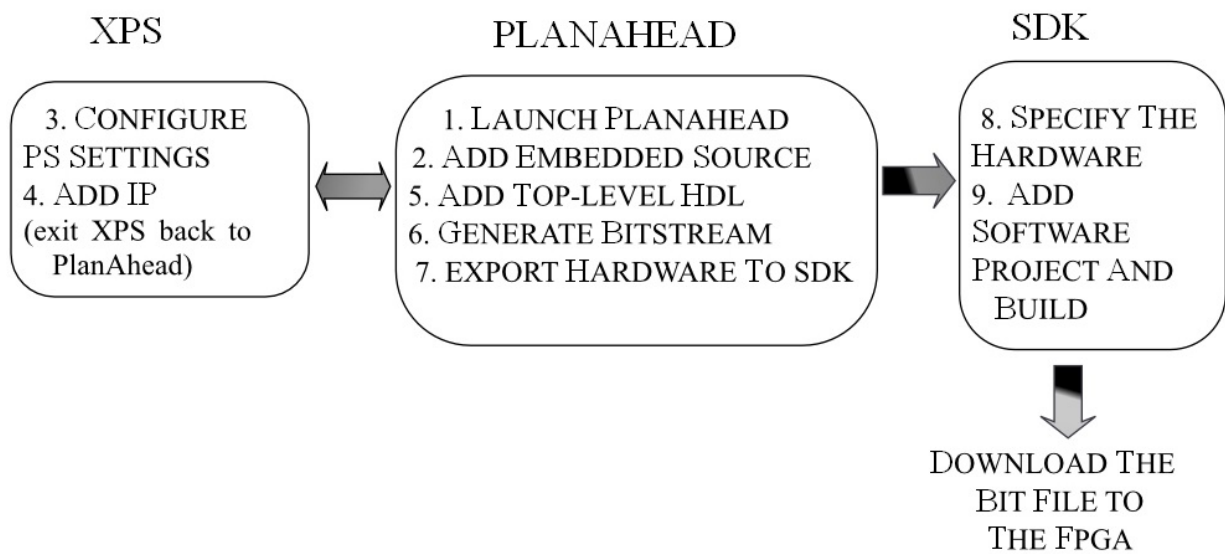 XPS
PLANAHEAD
SDK
3. CONFIGURE
PS SETTINGS
4. ADD IP
(exit XPS back to
PlanAhead)
1. LAUNCH PLANAHEAD
2. ADD EMBEDDED SOURCE
5. ADD TOP-LEVEL HDL
6. GENERATE BITSTREAM
7. EXPORT HARDWARE TO SDK
8. SPECIFY THE
HARDWARE
9. ADD
SOFTWARE
PROJECT AND
BUILD
DOWNLOAD THE
BIT FILE TO
THE FPGA